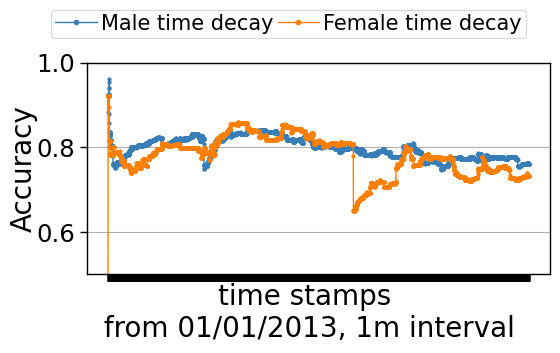 Male time decay Female time decay
1.0
0.8
0.6
Accuracy
time stamps
from 01/01/2013, 1m interval